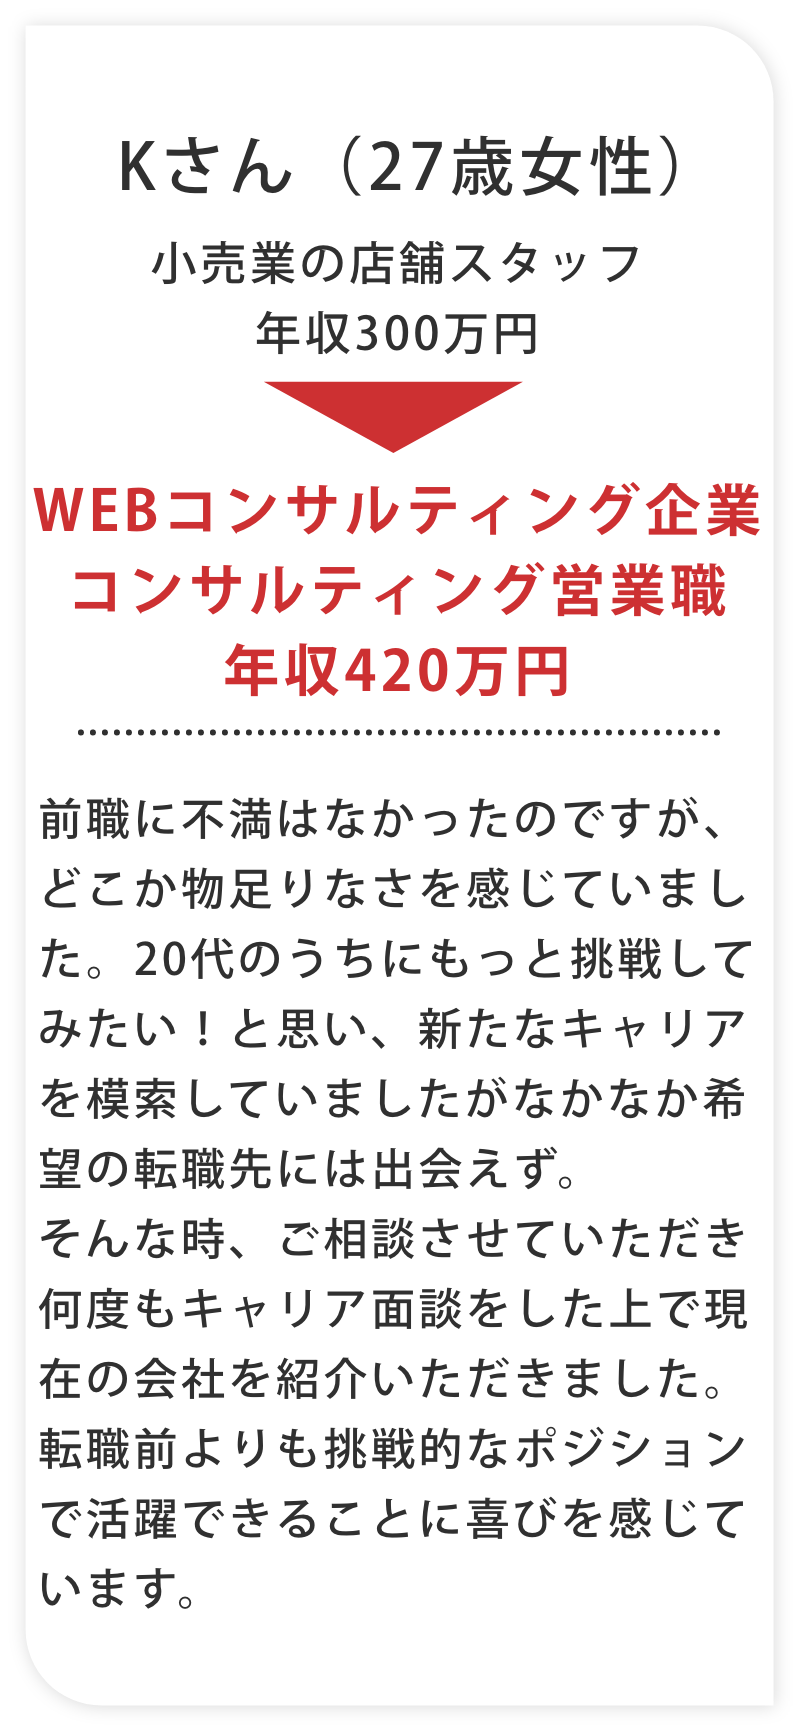 Kさん（27歳女性）
小売業の店舗スタッフ
年収300万円
WEBコンサルティング企業
コンサルティング営業職
年収420万円
前職に不満はなかったのですが、
どこか物足りなさを感じていまし
た。20代のうちにもっと挑戦して
みたい！と思い、新たなキャリア
を模索していましたがなかなか希
望の転職先には出会えず。
そんな時、ご相談させていただき
何度もキャリア面談をした上で現
在の会社を紹介いただきました。
転職前よりも挑戦的なポジション
で活躍できることに喜びを感じて
います。